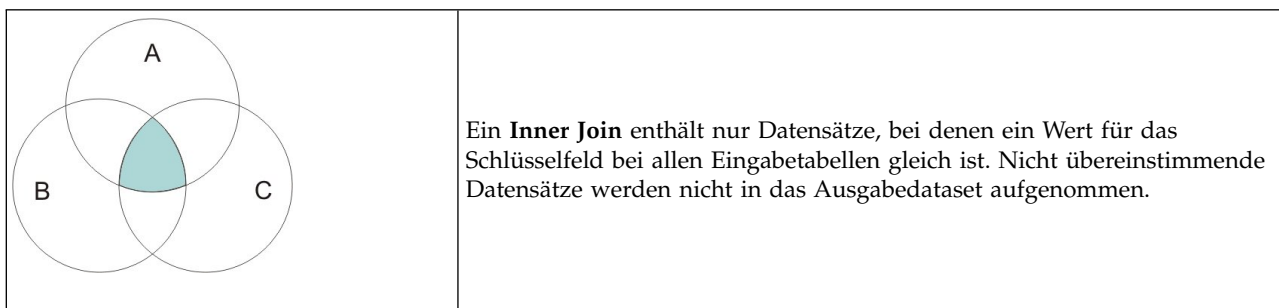 A
B
C
Ein Inner Join enthält nur Datensätze, bei denen ein Wert für das
Schlüsselfeld bei allen Eingabetabellen gleich ist. Nicht übereinstimmende
Datensätze werden nicht in das Ausgabedataset aufgenommen.